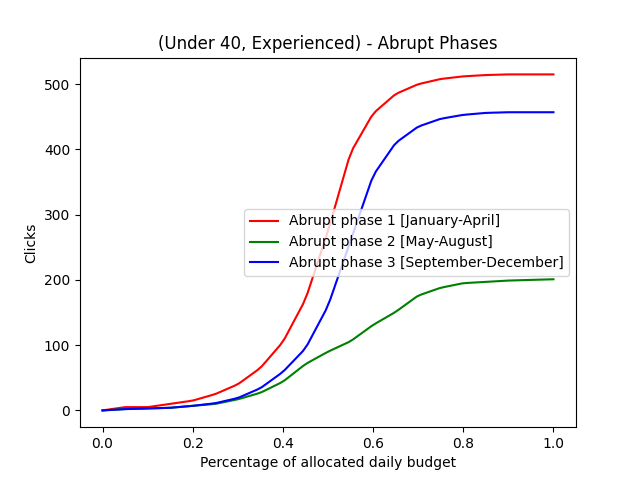 (Under 40, Experienced) - Abrupt Phases
Clicks
500
400
300
200
100
0
Abrupt phase 1 [January-April]
Abrupt phase 2 [May-August]
Abrupt phase 3 [September-December]
0.0 0.2 0.4 0.6 0.8 1.0
Percentage of allocated daily budget